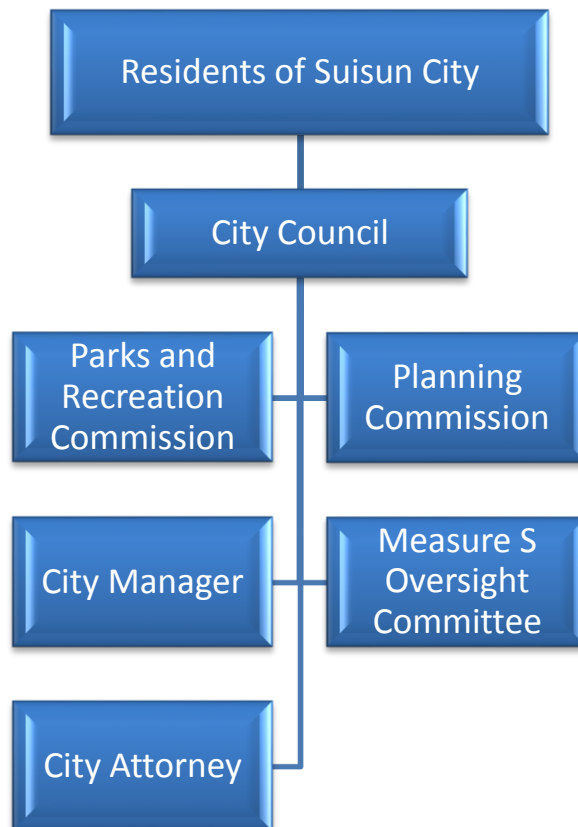 Residents of Suisun City
City Council
Parks and
Recreation
Commission
Planning
Commission
City Manager
Measure S
Oversight
Committee
City Attorney